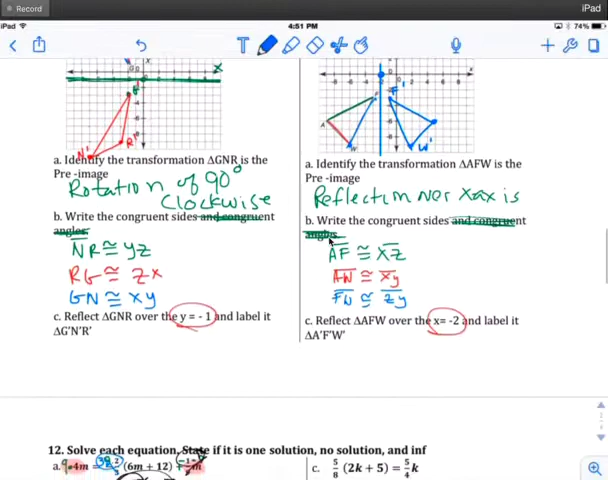 Record
iPad
iPad
4:51 PM
74%
T
x
G'
N'
R'
a. Identify the transformation ΔGNR is the
Pre -image
Rotation of 90°
Clockwise
b. Write the congruent sides and congruent
angles.
NR ≅ YZ
RG ≅ ZX
GN ≅ XY
c. Reflect ΔGNR over the y = - 1 and label it
ΔG'N'R'
F'
A
W
W'
a. Identify the transformation ΔAFW is the
Pre -image
Reflection over x axis
b. Write the congruent sides and congruent
angles.
AF ≅ XZ
AW ≅ XY
FW ≅ ZY
c. Reflect ΔAFW over the x= -2 and label it
ΔA'F'W'
12. Solve each equation, State if it is one solution, no solution, and inf
a.
(6m + 12)
c. 5/8 (2k + 5) = 5/4 k